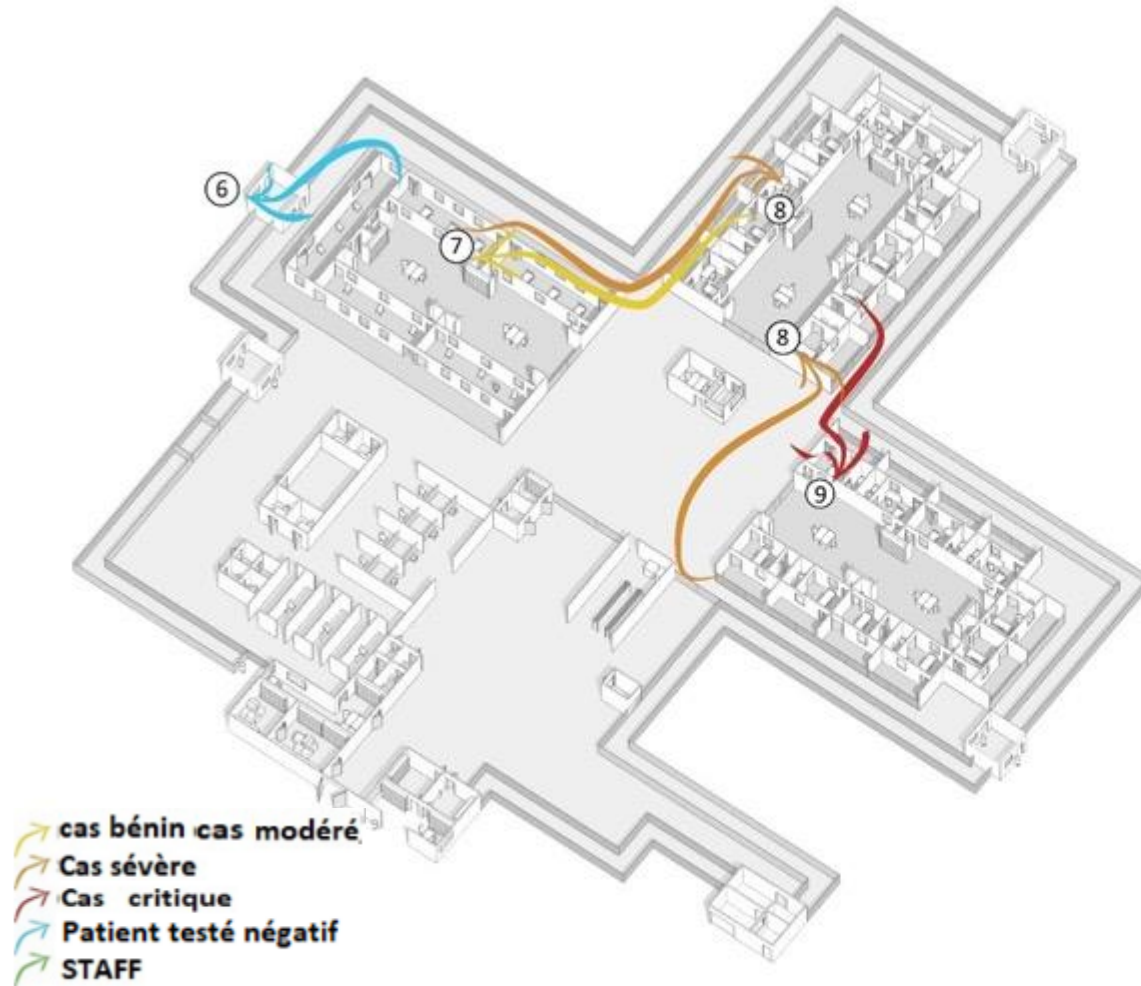 6
7
8
8
9
cas bénin cas modéré
Cas sévère
Cas critique
Patient testé négatif
STAFF